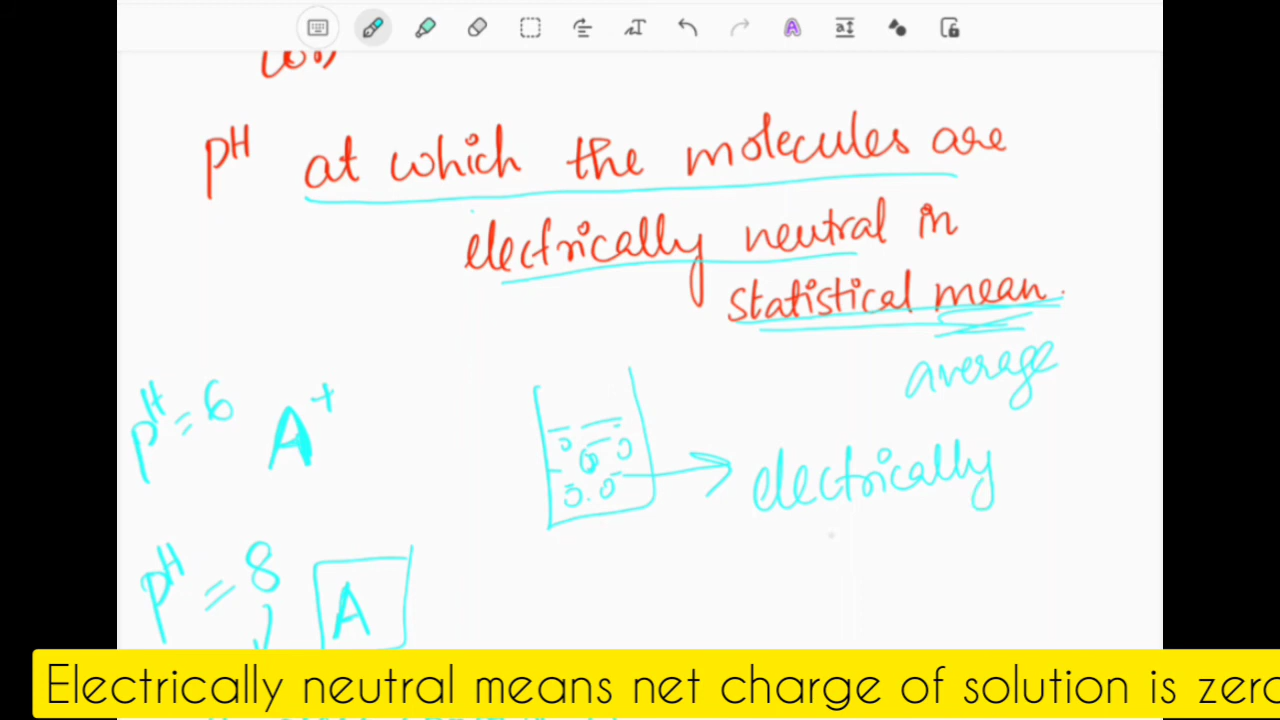 pH at which the molecules are
electrically neutral in
statistical mean.
average
pH = 6 A+
electrically
pH = 8 A
Electrically neutral means net charge of solution is zero